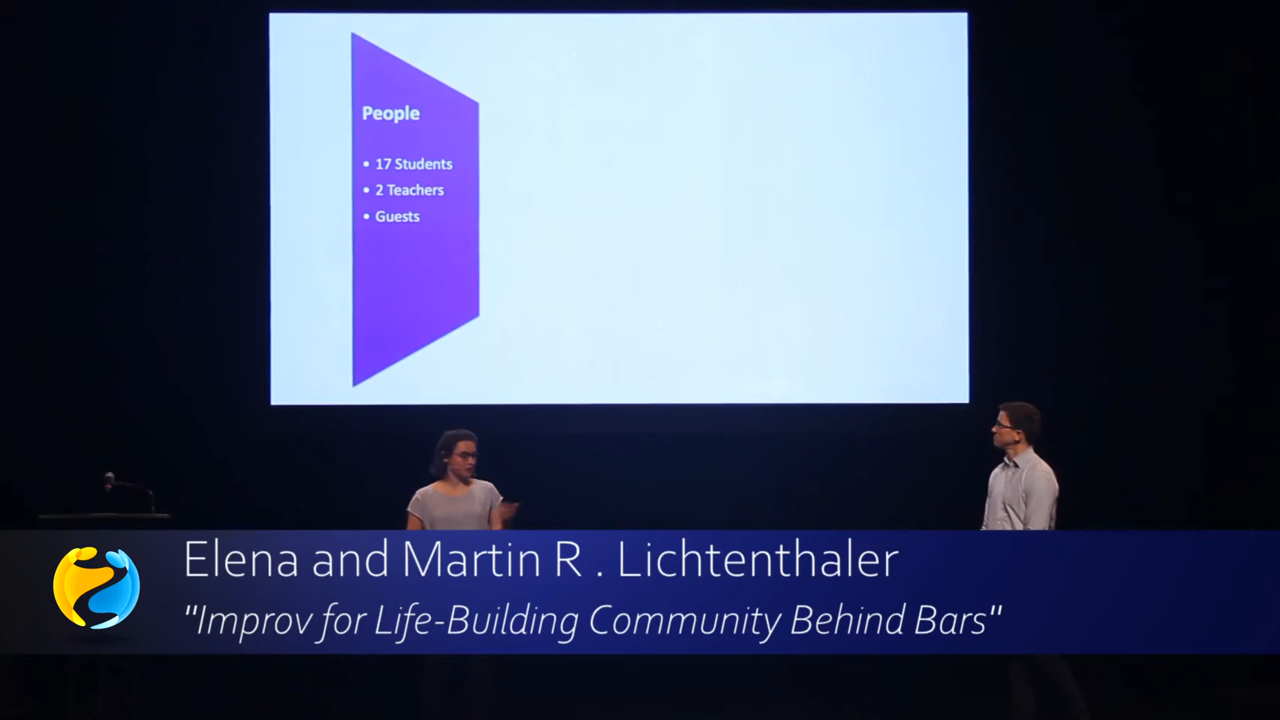 People
• 17 Students
• 2 Teachers
• Guests
Elena and Martin R . Lichtenthaler
"Improv for Life-Building Community Behind Bars"